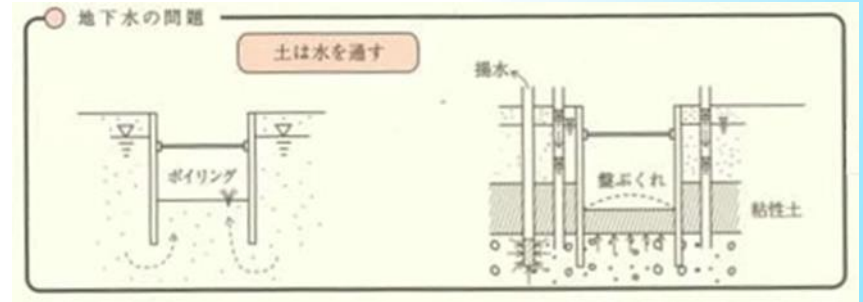 地下水の問題
土は水を通す
揚水
ボイリング
盤ぶくれ
粘性土